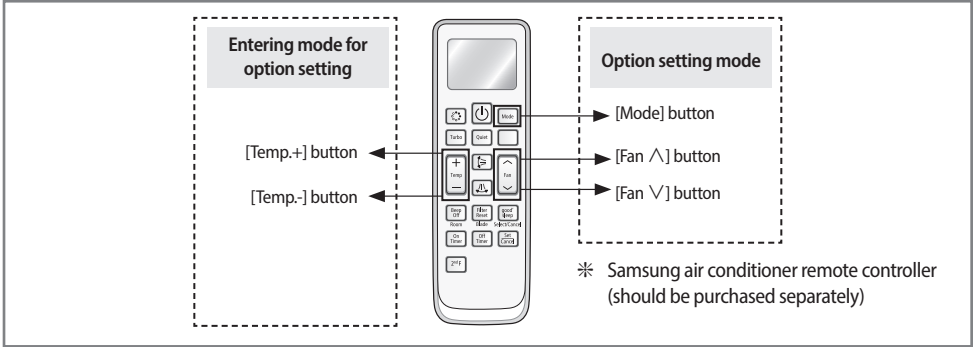 Entering mode for
option setting
[Temp.+] button
[Temp.-] button
Mode
Turbo
Quiet
+
Temp
−
Fan
Beep Off
Filter Reset
good' sleep
Room
Blade
Select/Cancel
On Timer
Off Timer
Set Cancel
2nd F
Option setting mode
[Mode] button
[Fan ∧] button
[Fan ∨] button
※ Samsung air conditioner remote controller
(should be purchased separately)